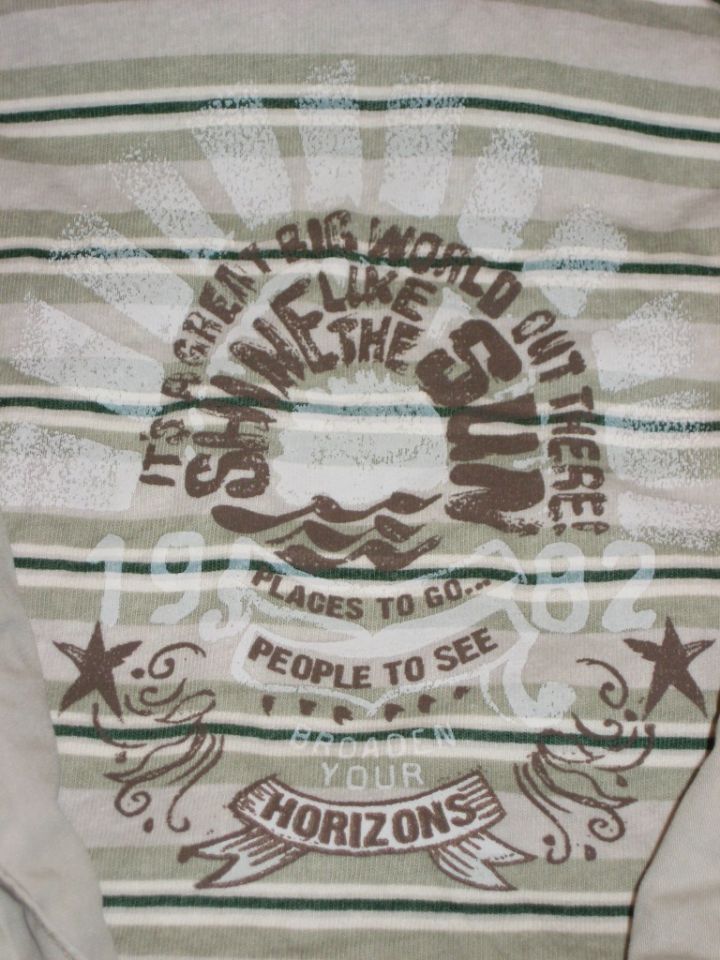 IT'S A GREAT BIG WORLD OUT THERE!
SHINE LIKE THE SUN
PLACES TO GO...
PEOPLE TO SEE
BROADEN
YOUR
HORIZONS